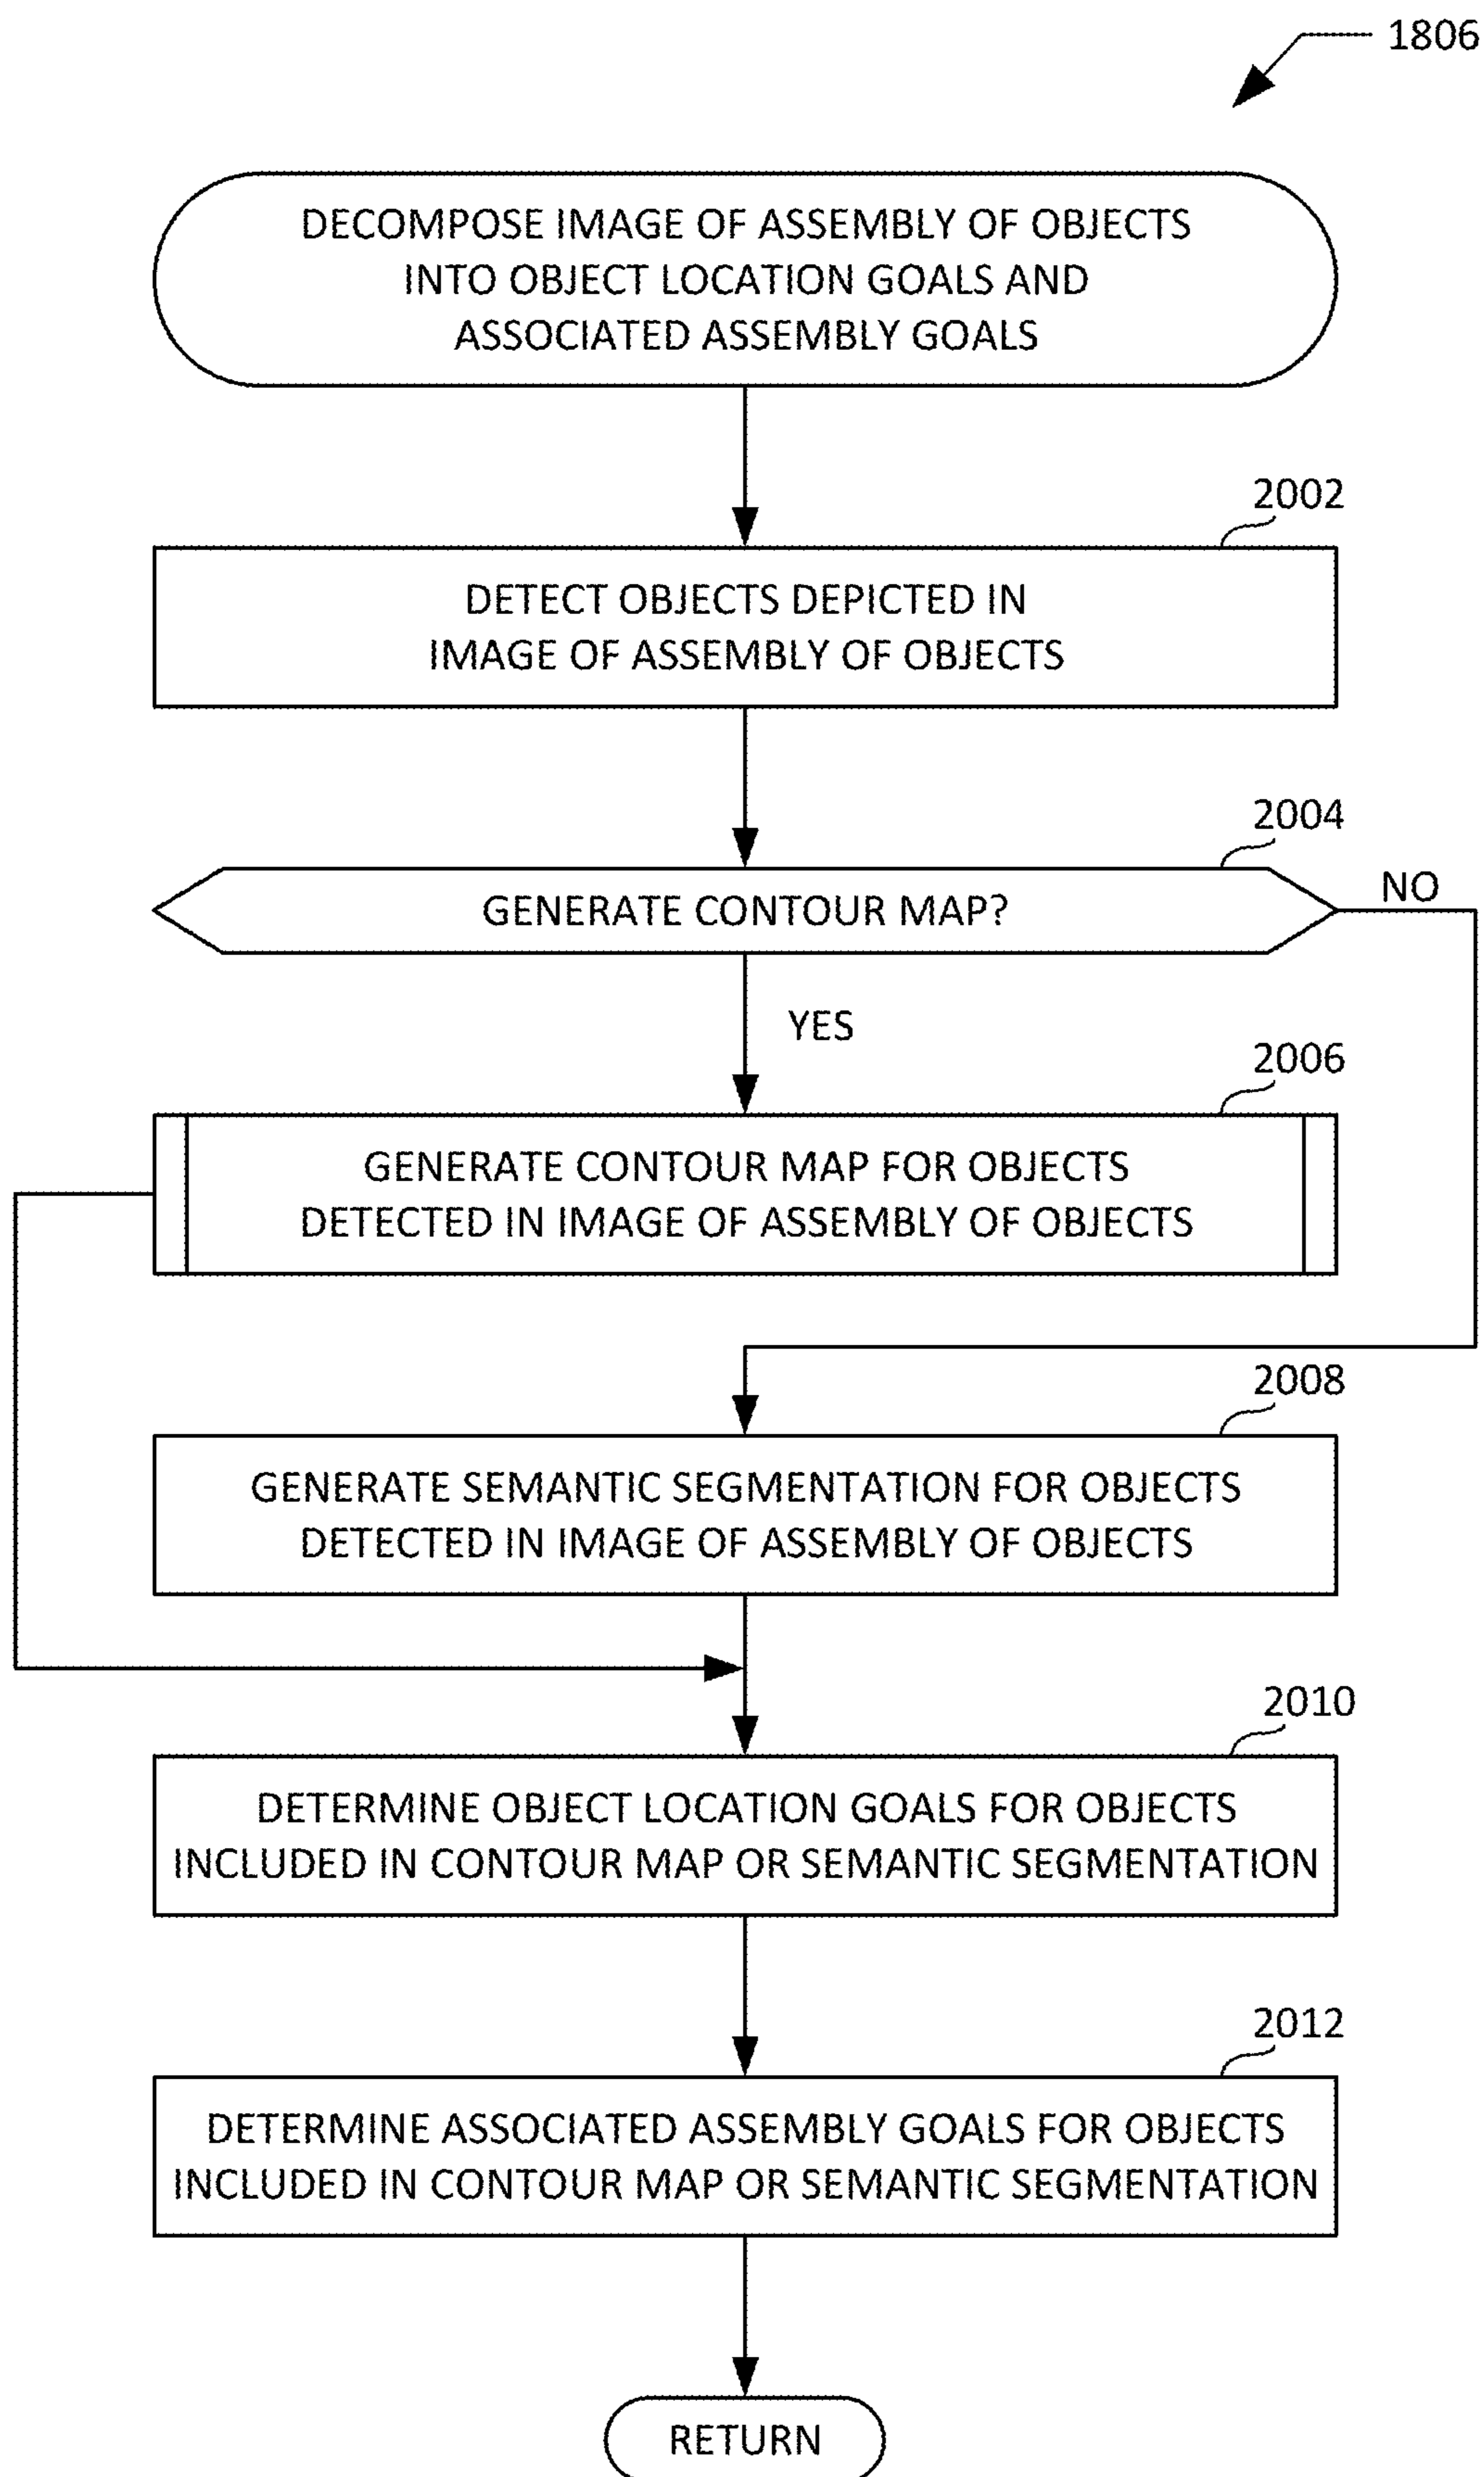 1806
DECOMPOSE IMAGE OF ASSEMBLY OF OBJECTS
INTO OBJECT LOCATION GOALS AND
ASSOCIATED ASSEMBLY GOALS
2002
DETECT OBJECTS DEPICTED IN
IMAGE OF ASSEMBLY OF OBJECTS
2004
GENERATE CONTOUR MAP?
NO
YES
2006
GENERATE CONTOUR MAP FOR OBJECTS
DETECTED IN IMAGE OF ASSEMBLY OF OBJECTS
2008
GENERATE SEMANTIC SEGMENTATION FOR OBJECTS
DETECTED IN IMAGE OF ASSEMBLY OF OBJECTS
2010
DETERMINE OBJECT LOCATION GOALS FOR OBJECTS
INCLUDED IN CONTOUR MAP OR SEMANTIC SEGMENTATION
2012
DETERMINE ASSOCIATED ASSEMBLY GOALS FOR OBJECTS
INCLUDED IN CONTOUR MAP OR SEMANTIC SEGMENTATION
RETURN